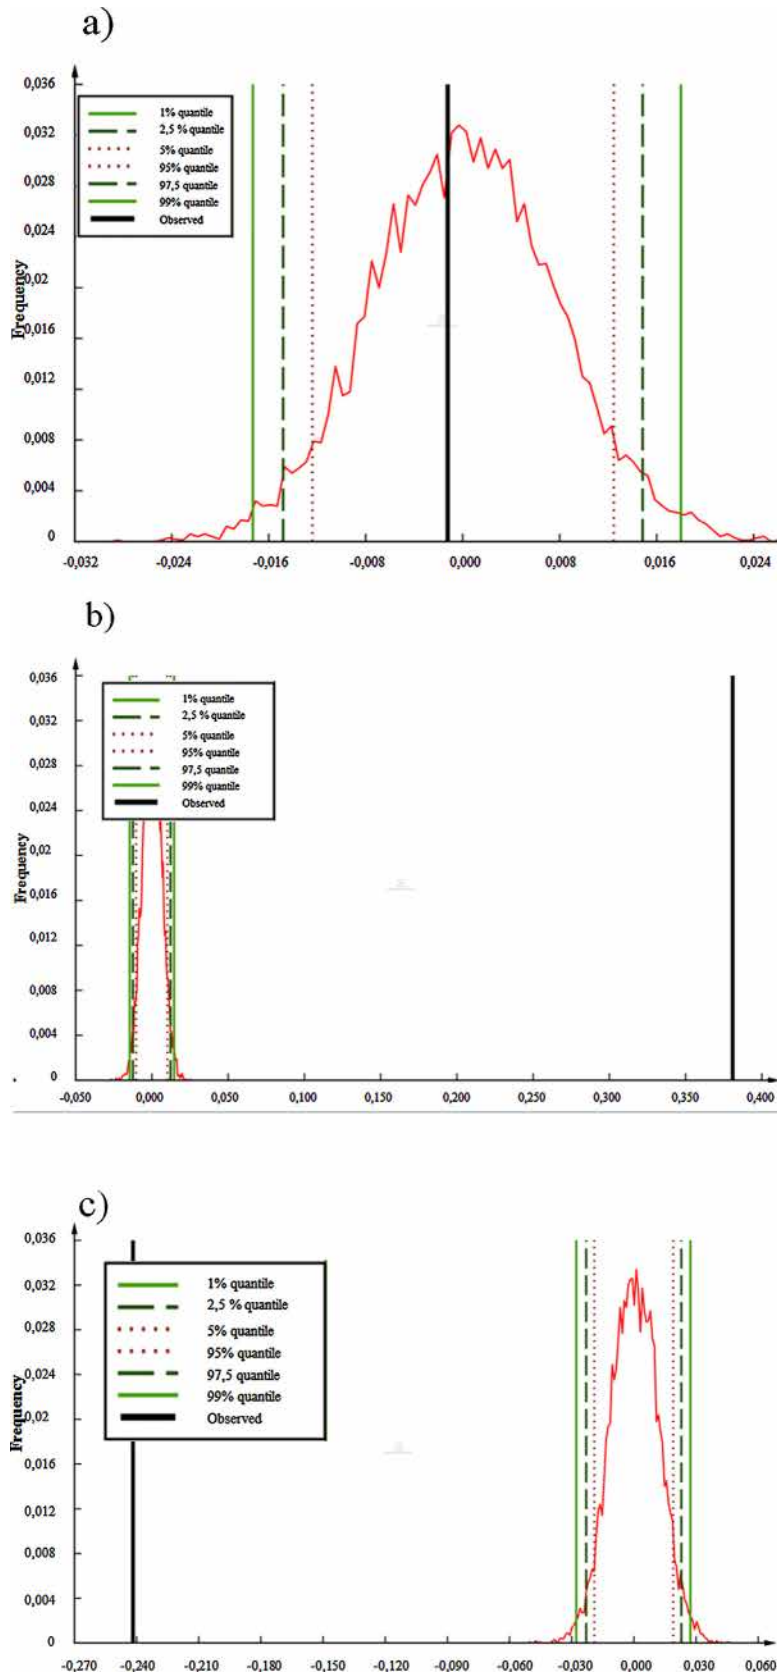 a)
0,036
1% quantile
2,5 % quantile
5% quantile
95% quantile
97,5 quantile
99% quantile
Observed
0,032
0,028
0,024
0,02
Frequency
0,016
0,012
0,008
0,004
0
-0,032 -0,024 -0,016 -0,008 0,000 0,008 0,016 0,024
b)
0,036
1% quantile
2,5 % quantile
5% quantile
95% quantile
97,5 quantile
99% quantile
Observed
0,032
0,028
0,024
0,02
Frequency
0,016
0,012
0,008
0,004
0
-0,050 0,000 0,050 0,100 0,150 0,200 0,250 0,300 0,350 0,400
c)
0,036
1% quantile
2,5 % quantile
5% quantile
95% quantile
97,5 quantile
99% quantile
Observed
0,032
0,028
0,024
0,02
Frequency
0,016
0,012
0,008
0,004
0
-0,270 -0,240 -0,210 -0,180 -0,150 -0,120 -0,090 -0,060 -0,030 0,000 0,030 0,060